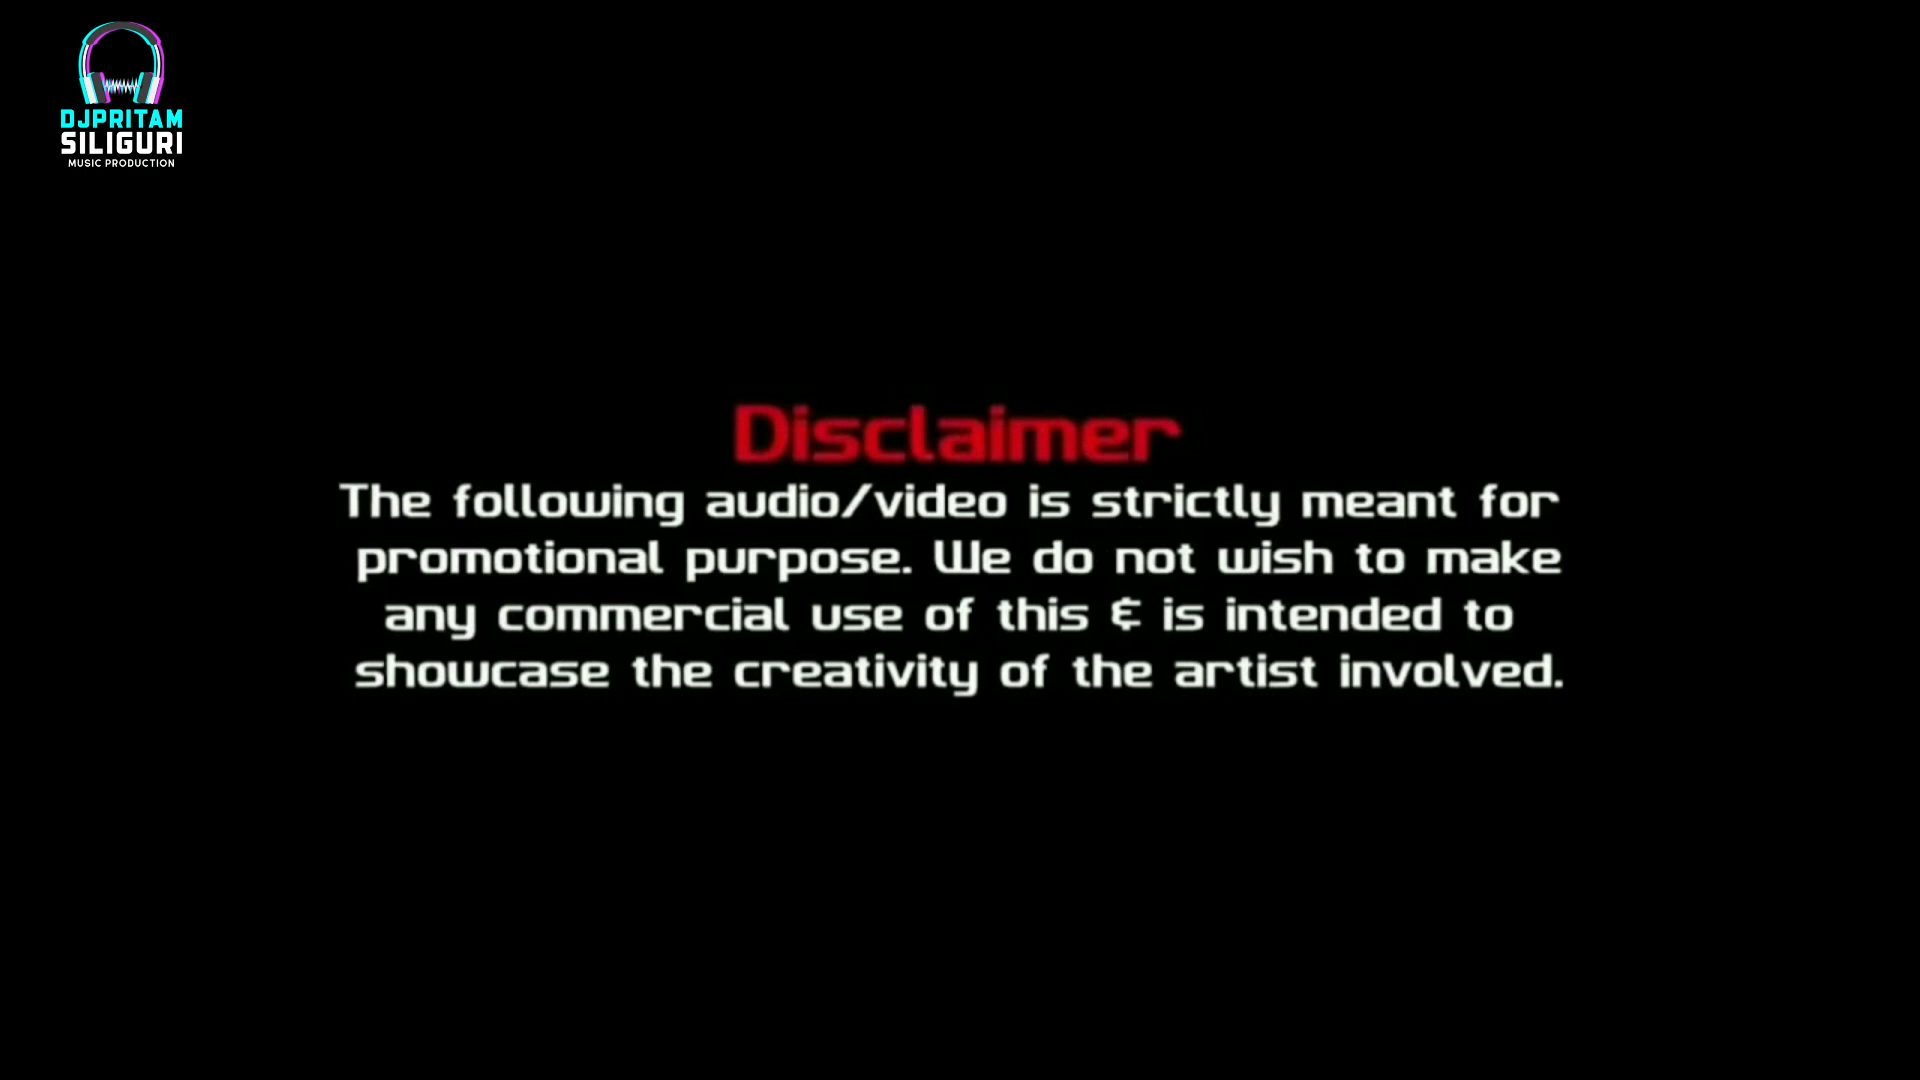 DJPRITAM
SILIGURI
MUSIC PRODUCTION
Disclaimer
The following audio/video is strictly meant for
promotional purpose. We do not wish to make
any commercial use of this & is intended to
showcase the creativity of the artist involved.